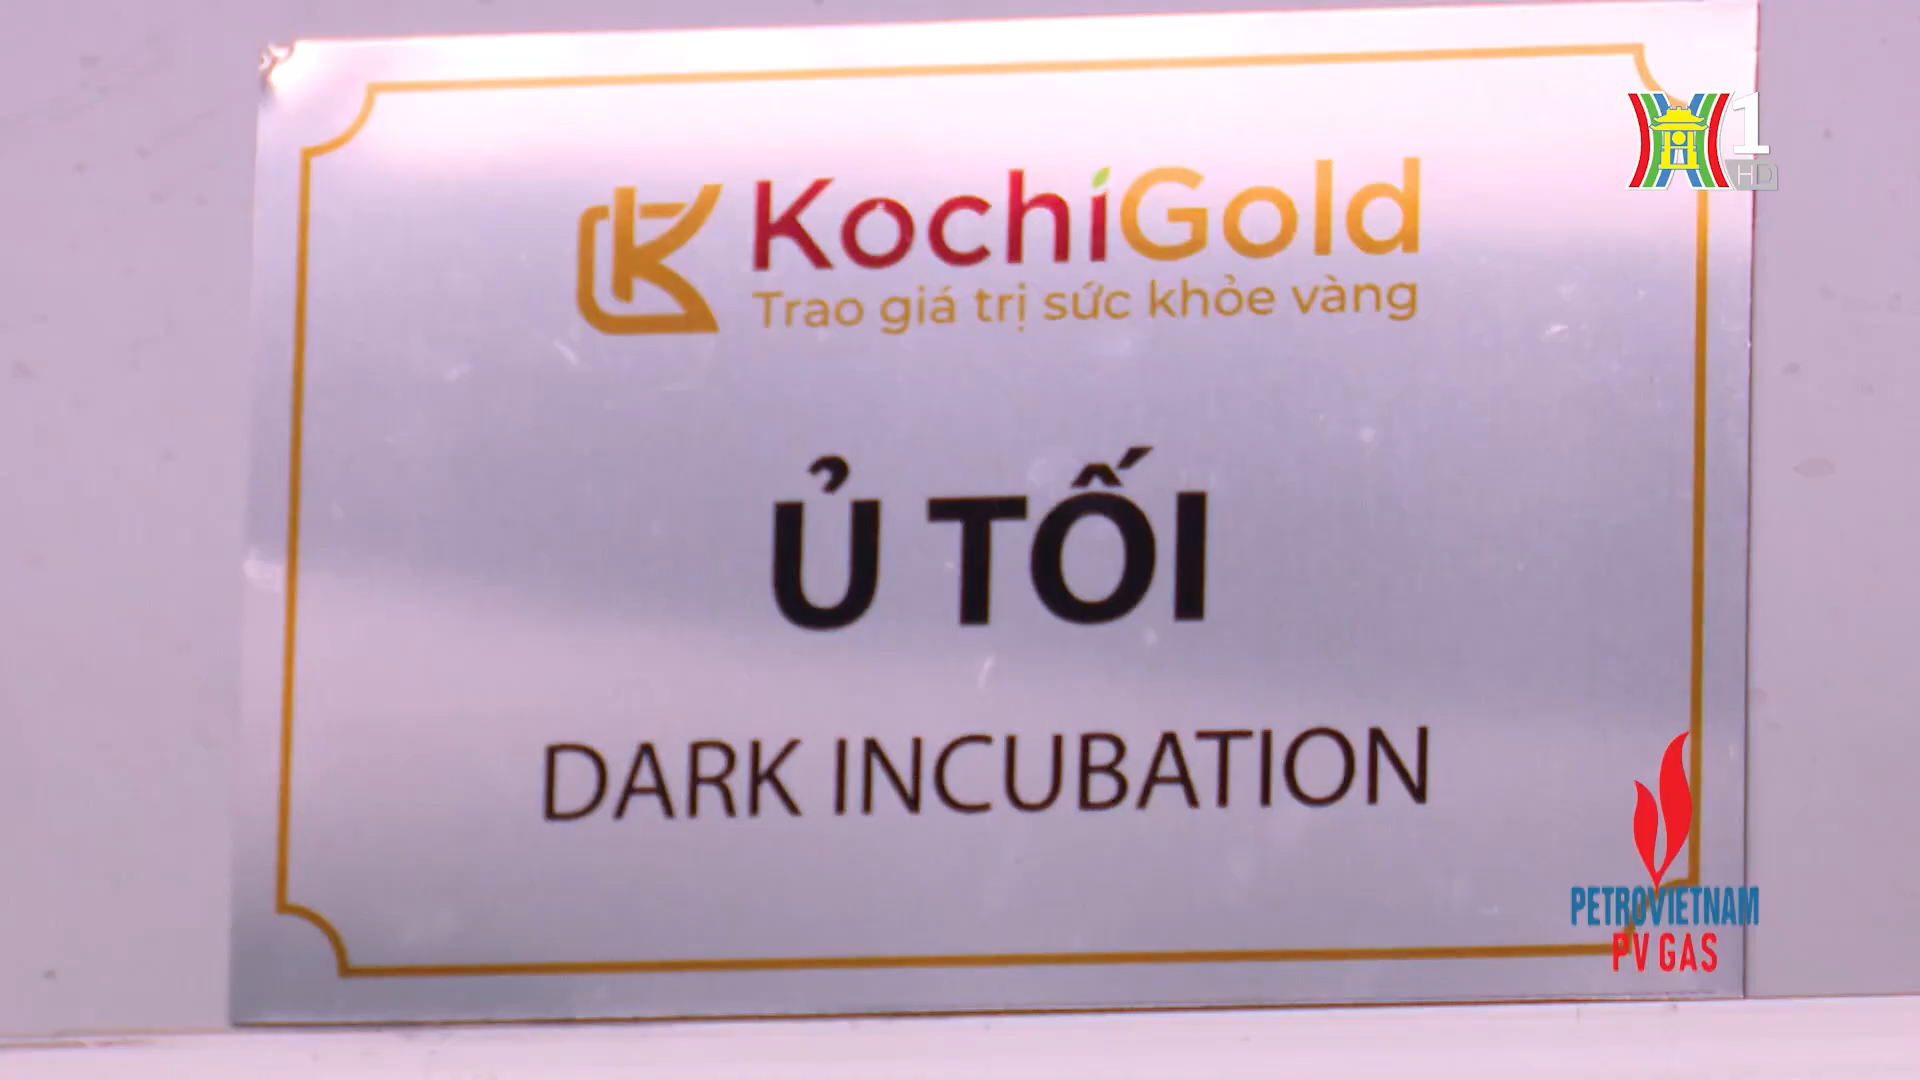 KochiGold
Trao giá trị sức khỏe vàng
1
HD
Ủ TỐI
DARK INCUBATION
PETROVIETNAM
PV GAS